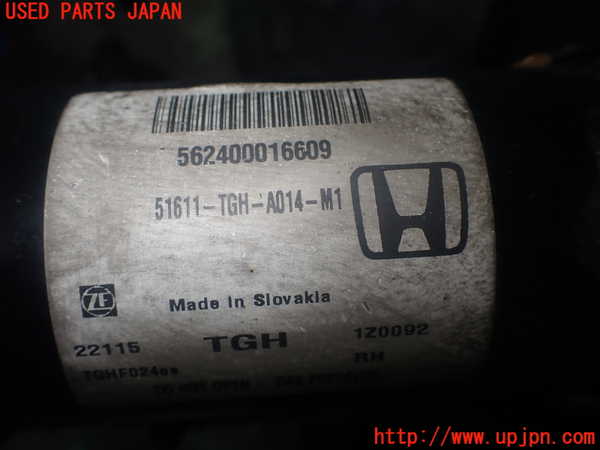 USED PARTS JAPAN
562400016609
51611-TGH-A014-M1
ZF
Made In Slovakia
22115 TGH 1Z0092
RH
http://www.upjpn.com